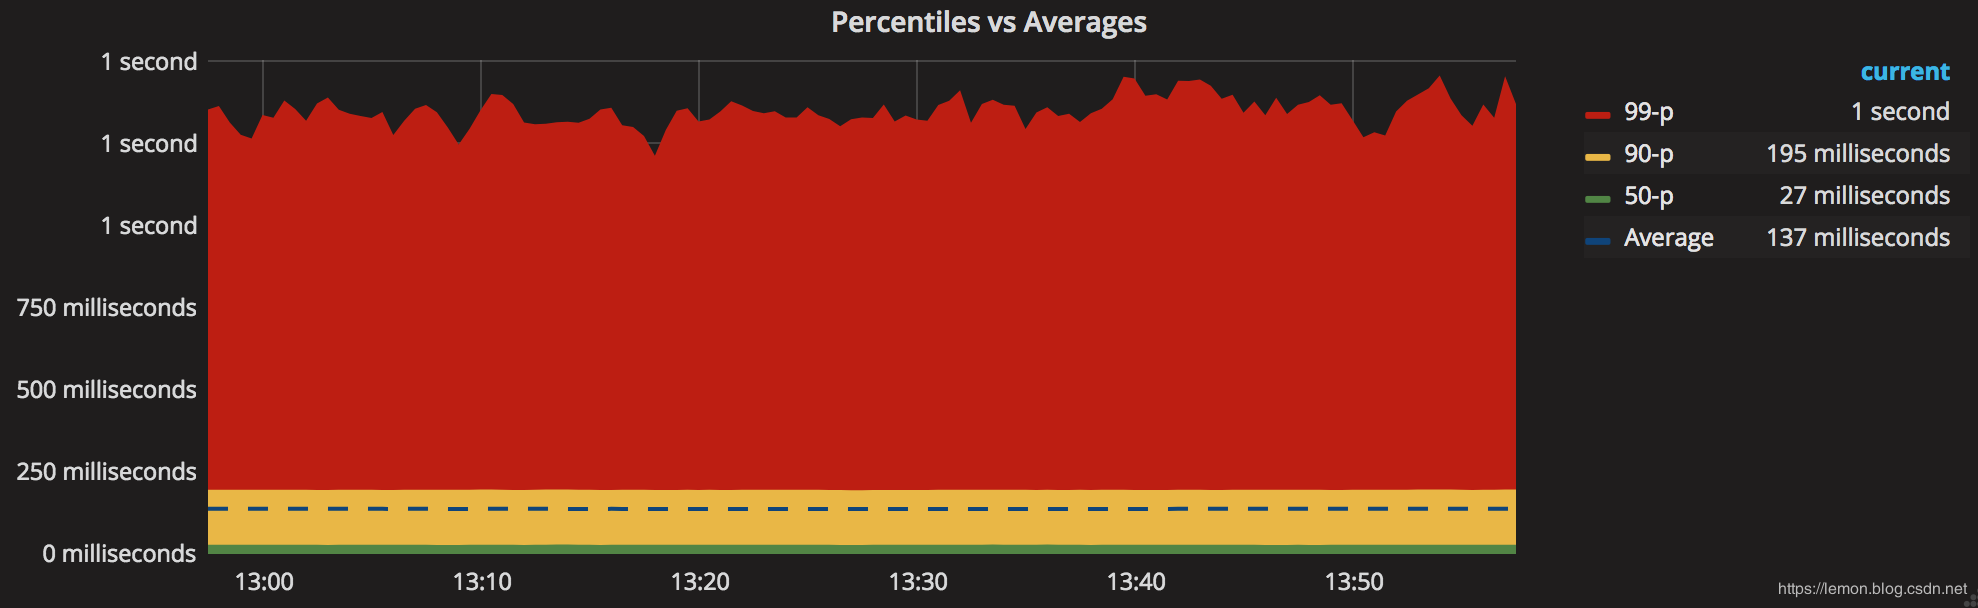 Percentiles vs Averages
1 second
1 second
1 second
750 milliseconds
500 milliseconds
250 milliseconds
0 milliseconds
13:00 13:10 13:20 13:30 13:40 13:50
current
99-p 1 second
90-p 195 milliseconds
50-p 27 milliseconds
Average 137 milliseconds
https://lemon.blog.csdn.net